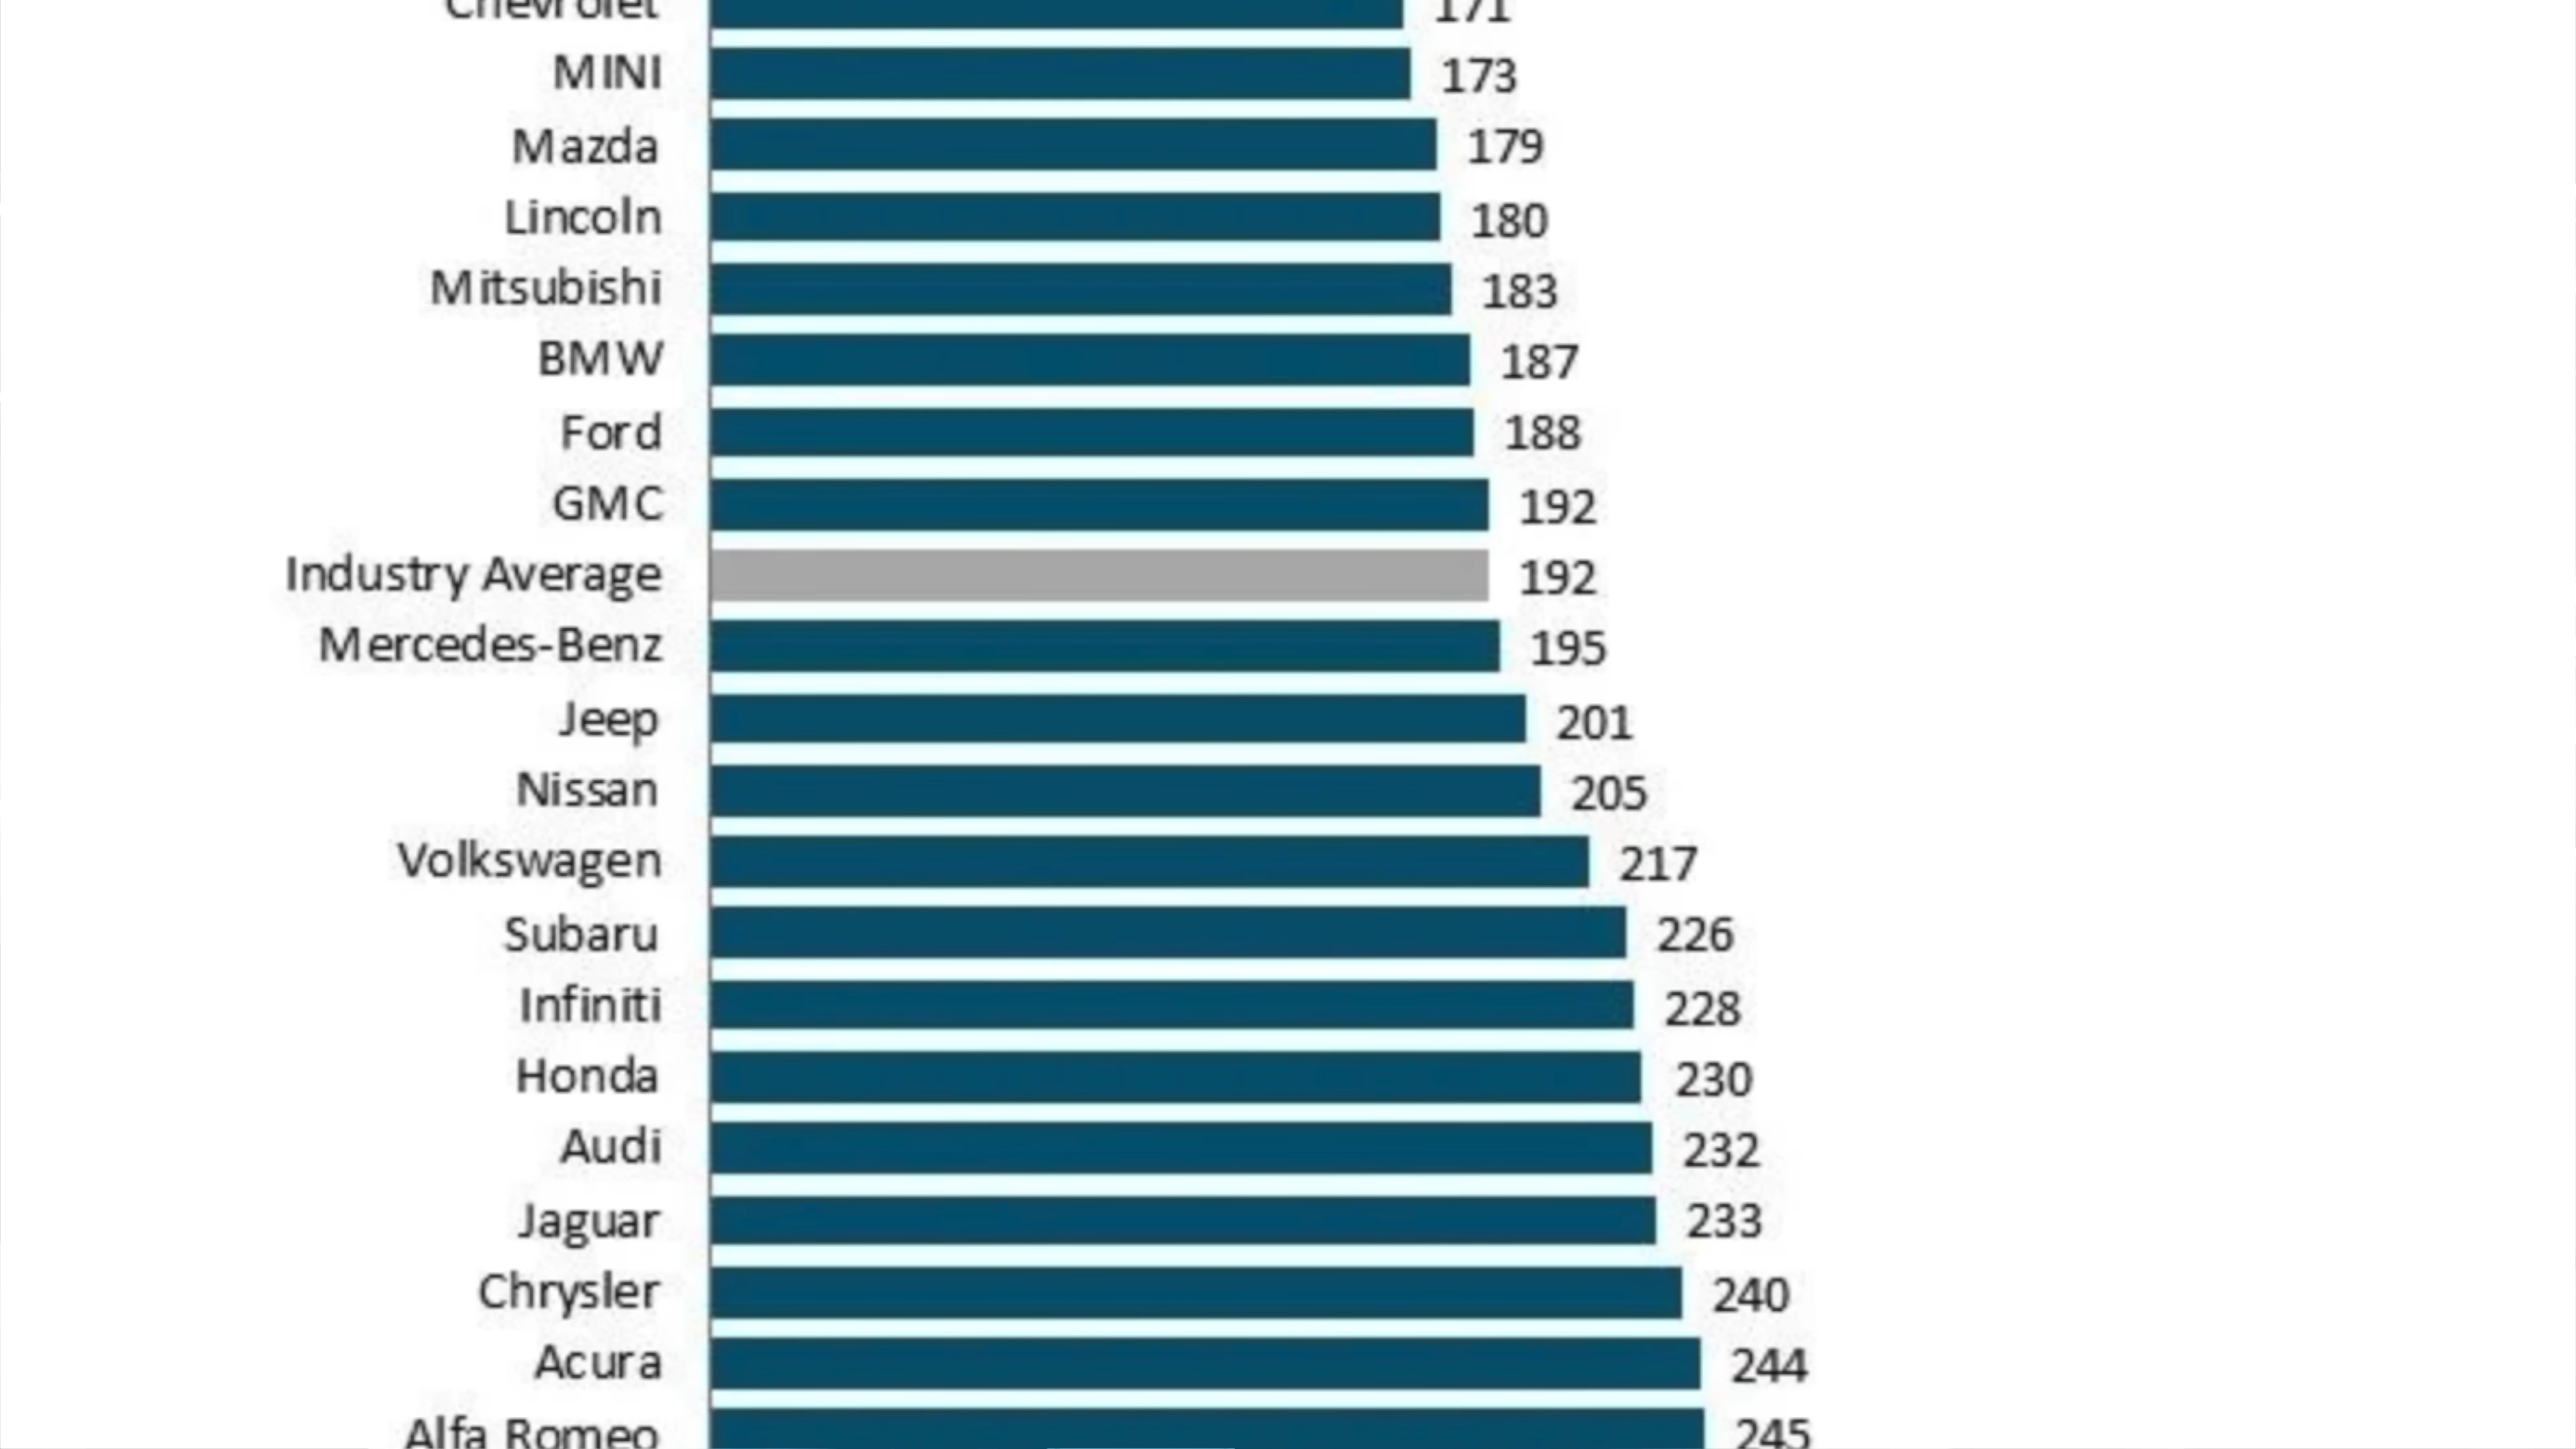 Chevrolet 171
MINI 173
Mazda 179
Lincoln 180
Mitsubishi 183
BMW 187
Ford 188
GMC 192
Industry Average 192
Mercedes-Benz 195
Jeep 201
Nissan 205
Volkswagen 217
Subaru 226
Infiniti 228
Honda 230
Audi 232
Jaguar 233
Chrysler 240
Acura 244
Alfa Romeo 245